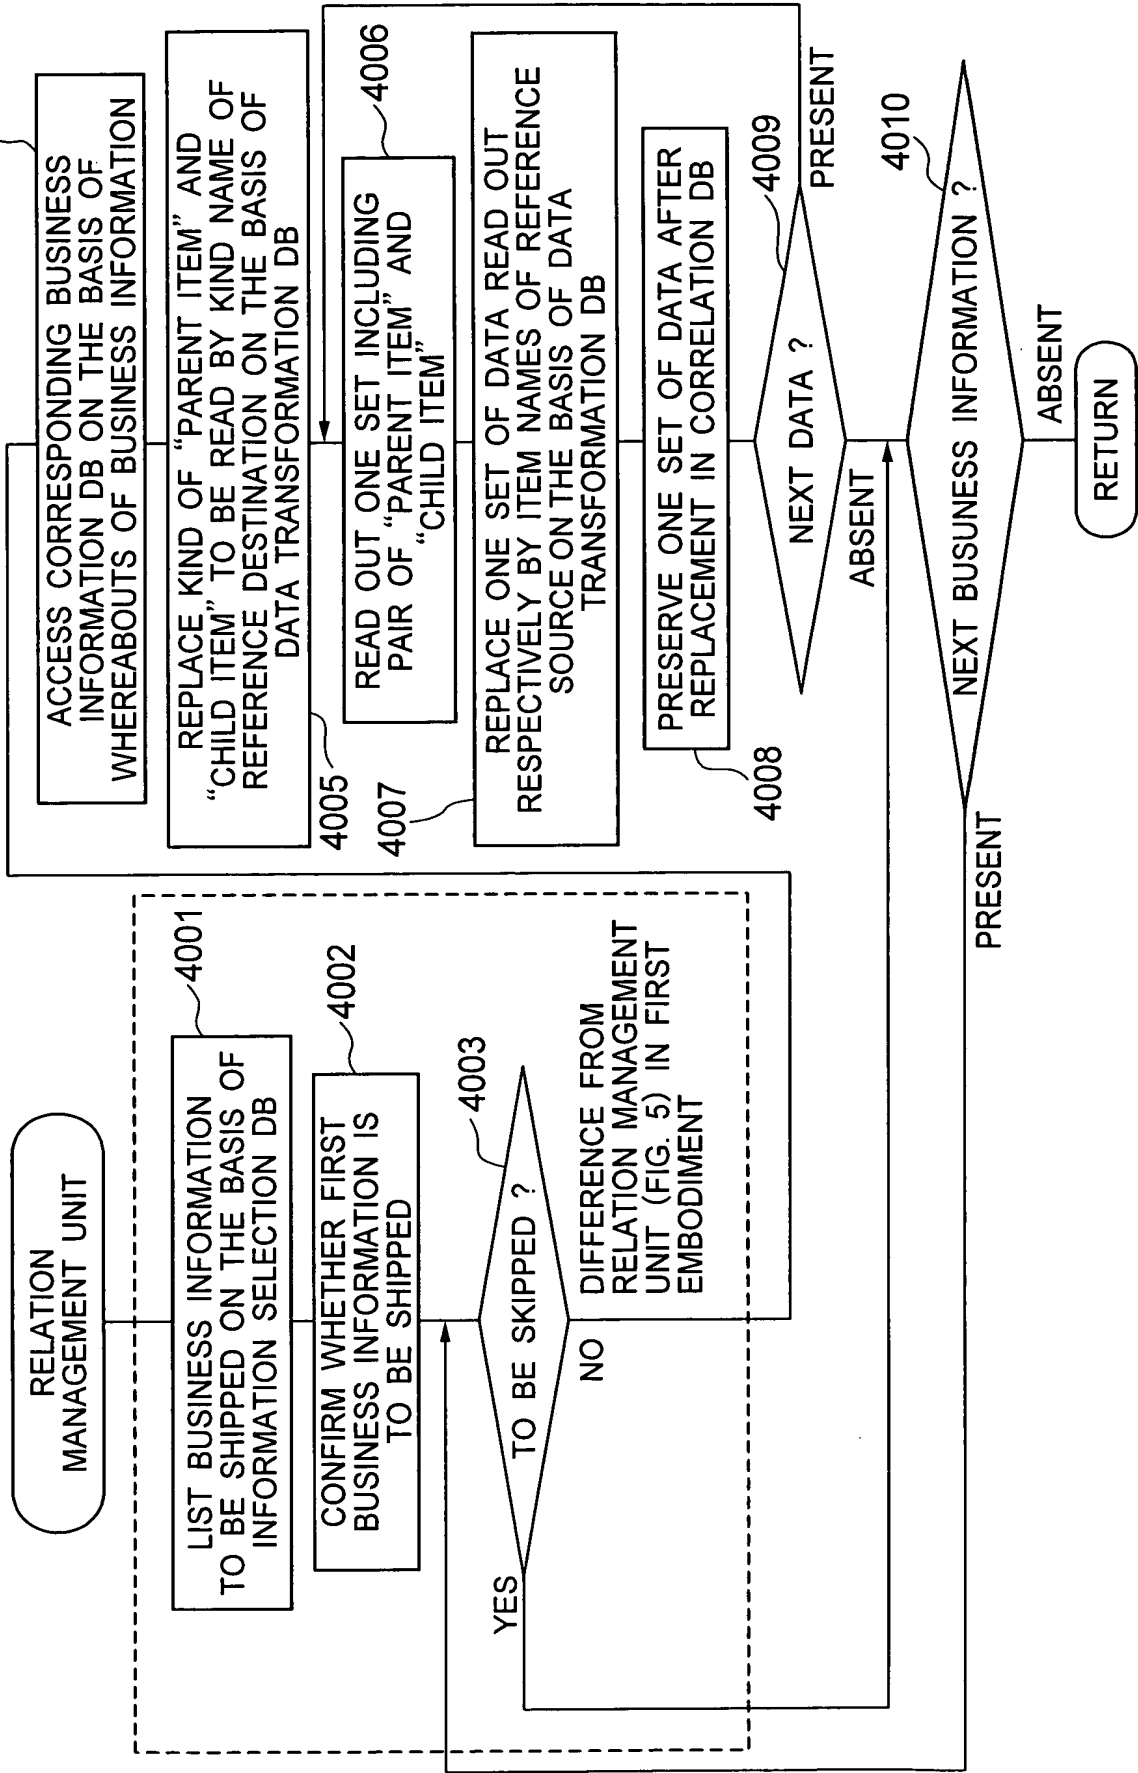 RELATION
MANAGEMENT UNIT
4001
LIST BUSINESS INFORMATION
TO BE SHIPPED ON THE BASIS OF
INFORMATION SELECTION DB
4002
CONFIRM WHETHER FIRST
BUSINESS INFORMATION IS
TO BE SHIPPED
4003
TO BE SKIPPED ?
YES
NO
DIFFERENCE FROM
RELATION MANAGEMENT
UNIT (FIG. 5) IN FIRST
EMBODIMENT
ACCESS CORRESPONDING BUSINESS
INFORMATION DB ON THE BASIS OF
WHEREABOUTS OF BUSINESS INFORMATION
4005
REPLACE KIND OF “PARENT ITEM” AND
“CHILD ITEM” TO BE READ BY KIND NAME OF
REFERENCE DESTINATION ON THE BASIS OF
DATA TRANSFORMATION DB
4006
READ OUT ONE SET INCLUDING
PAIR OF “PARENT ITEM” AND
“CHILD ITEM”
4007
REPLACE ONE SET OF DATA READ OUT
RESPECTIVELY BY ITEM NAMES OF REFERENCE
SOURCE ON THE BASIS OF DATA
TRANSFORMATION DB
4008
PRESERVE ONE SET OF DATA AFTER
REPLACEMENT IN CORRELATION DB
4009
NEXT DATA ?
PRESENT
ABSENT
4010
NEXT BUSUNESS INFORMATION ?
PRESENT
ABSENT
RETURN